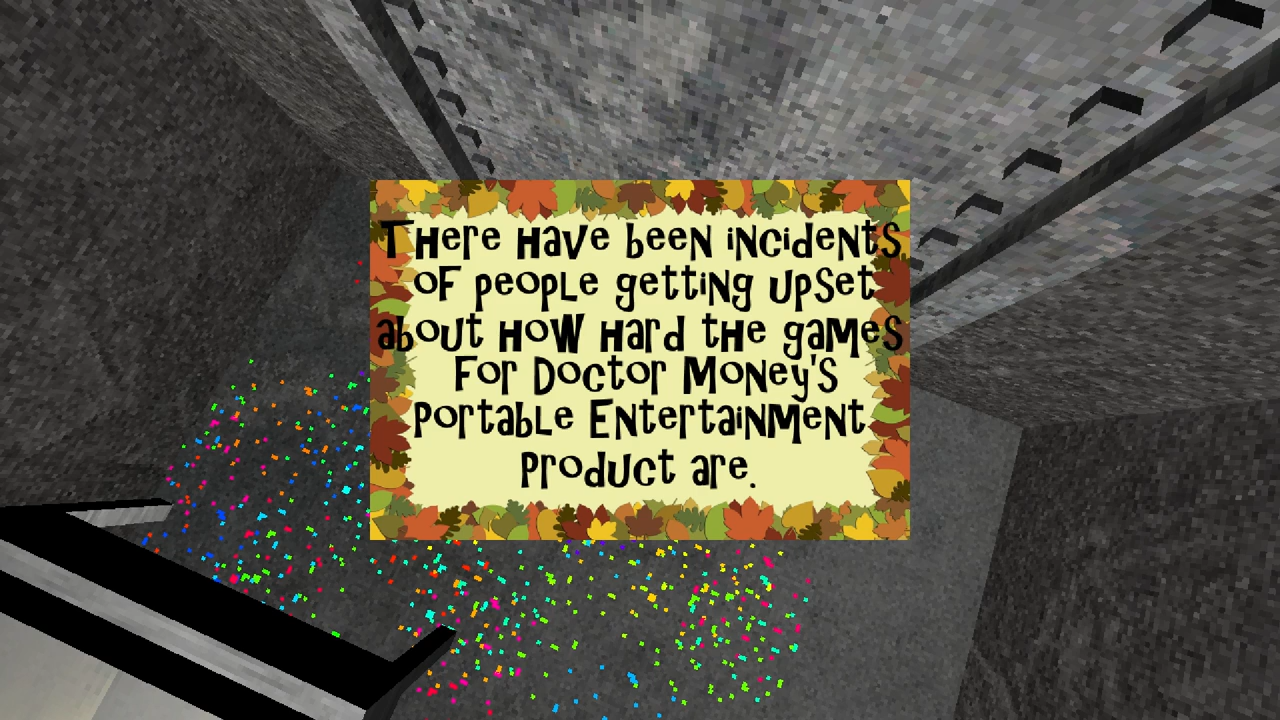 There have been incidents
of people getting upset
about how hard the games
for Doctor Money's
Portable Entertainment
Product are.